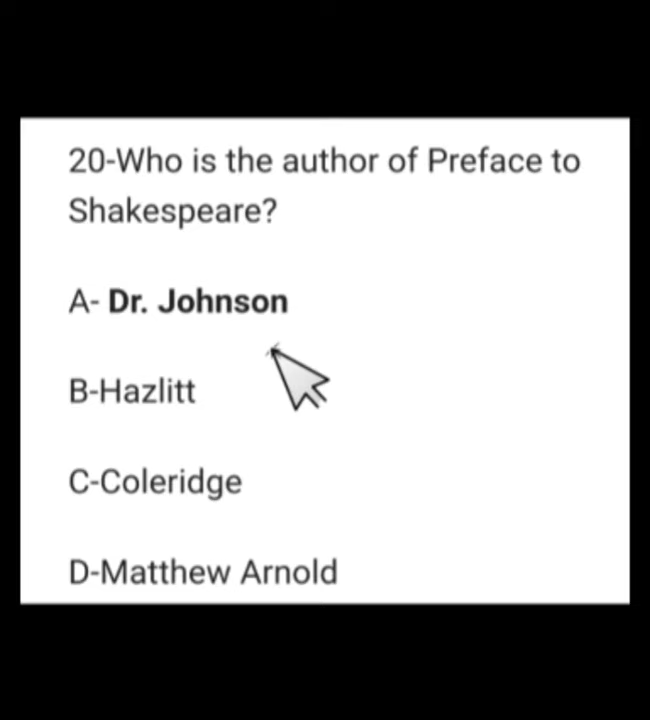 20-Who is the author of Preface to
Shakespeare?
A- Dr. Johnson
B-Hazlitt
C-Coleridge
D-Matthew Arnold